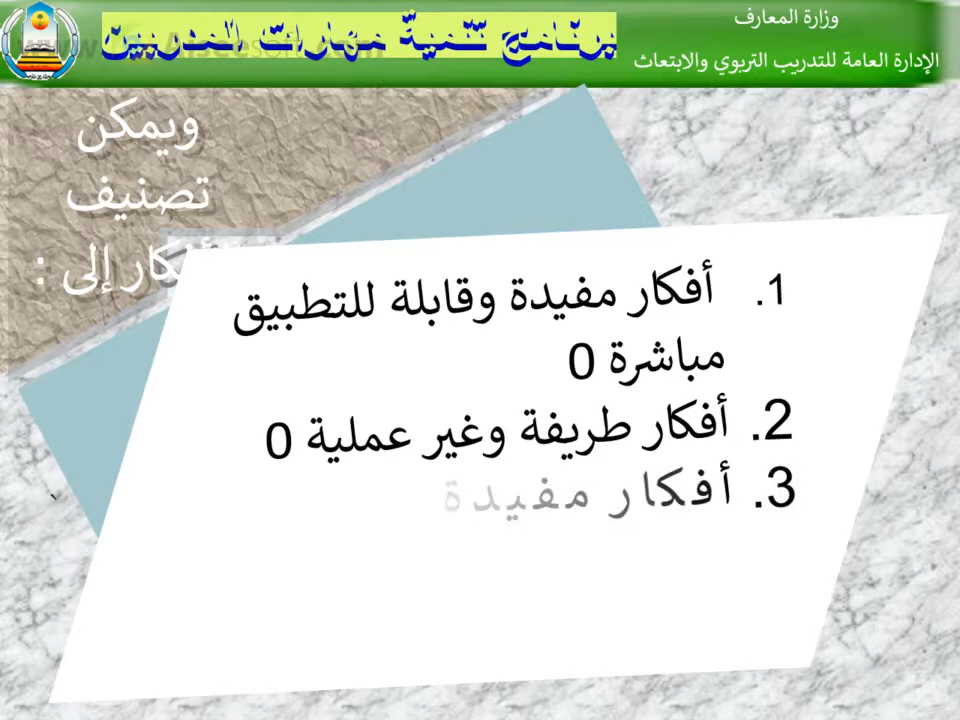 وزارة المعارف
الإدارة العامة للتدريب التربوي والابتعاث
برنامج تنمية مهارات المدربين
ويمكن
تصنيف
الأفكار إلى :
1. أفكار مفيدة وقابلة للتطبيق
مباشرة 0
2. أفكار طريفة وغير عملية 0
3. أفكار مفيدة